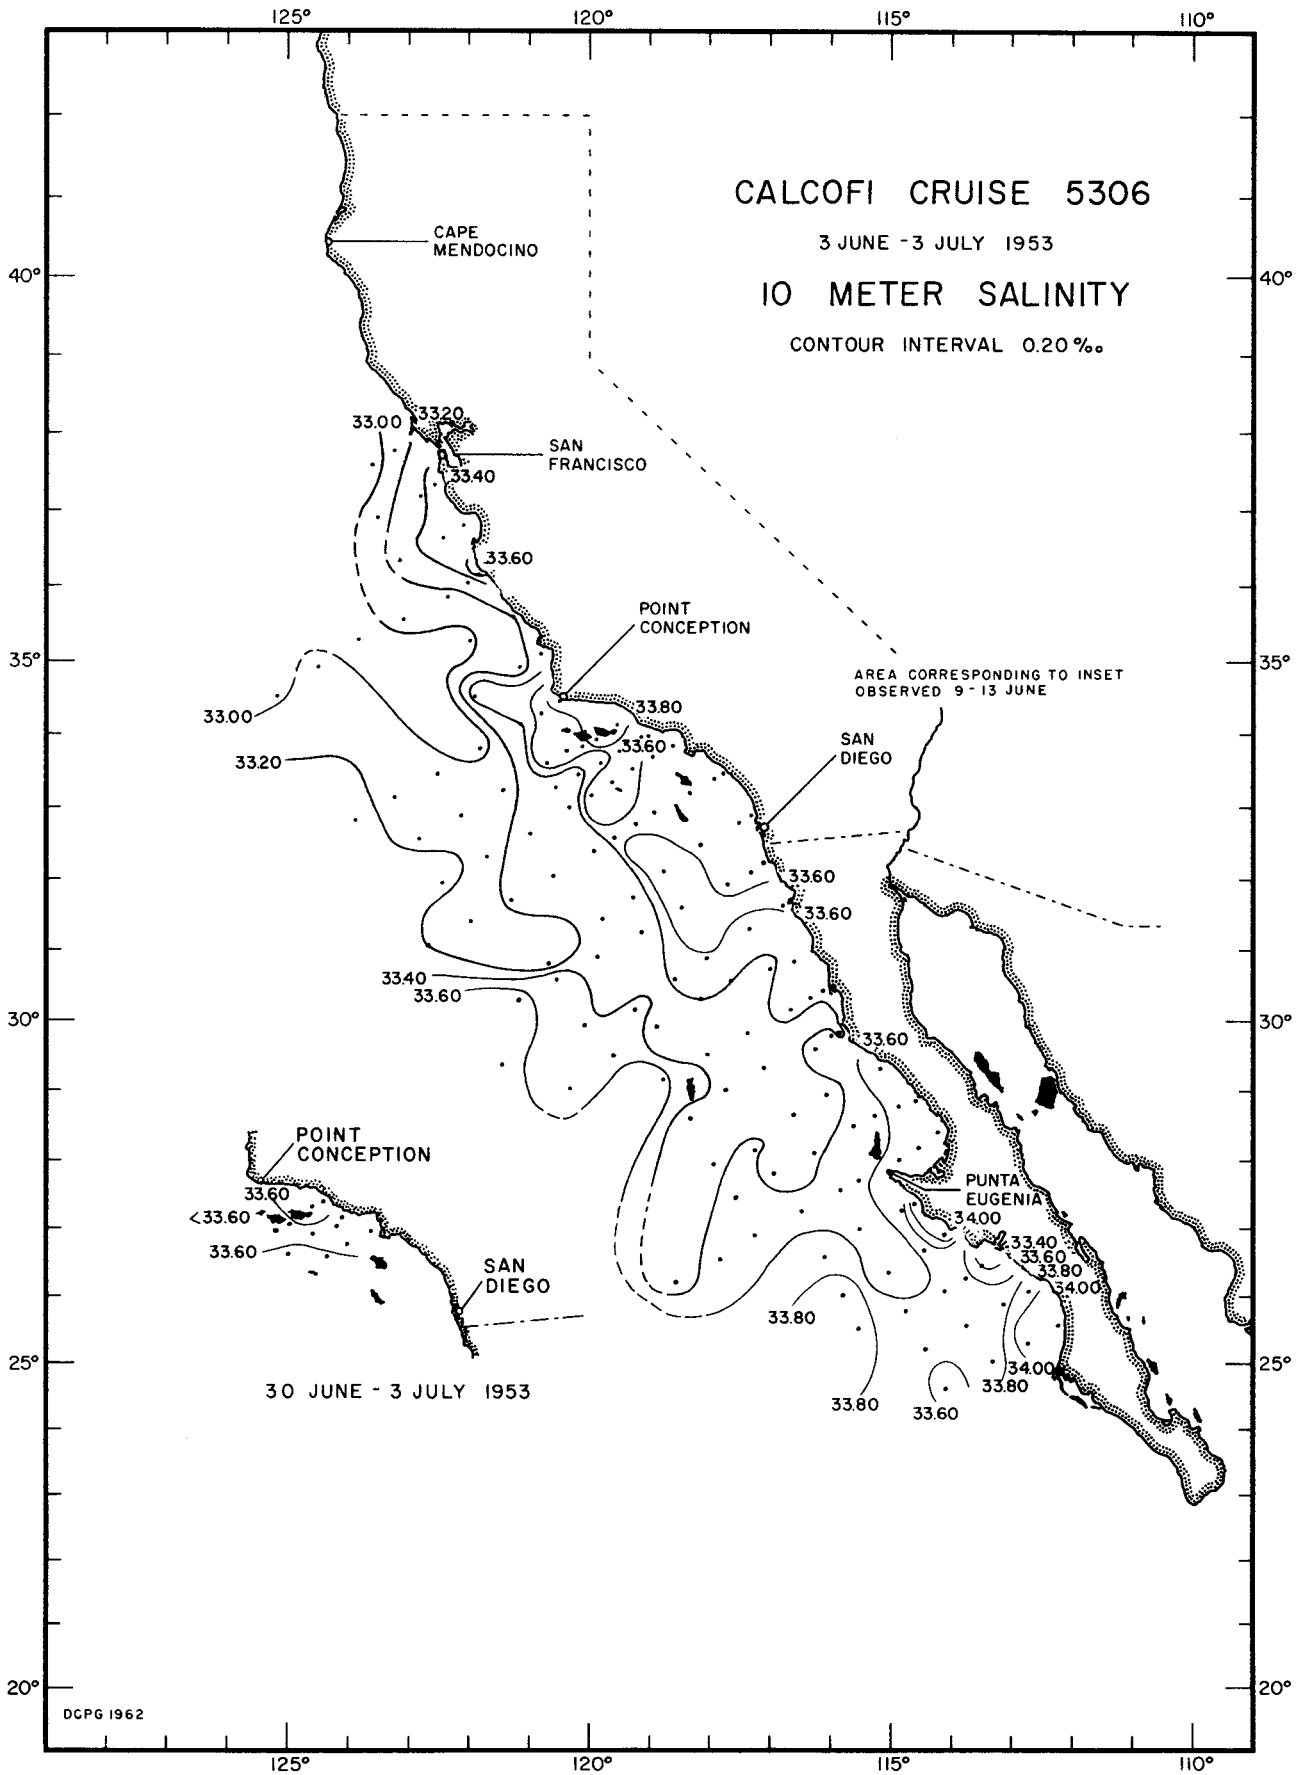 125°
120°
115°
110°
CALCOFI CRUISE 5306
3 JUNE - 3 JULY 1953
10 METER SALINITY
CONTOUR INTERVAL 0.20‰
CAPE
MENDOCINO
40°
40°
33.20
33.00
SAN
FRANCISCO
33.40
33.60
POINT
CONCEPTION
35°
35°
AREA CORRESPONDING TO INSET
OBSERVED 9-13 JUNE
33.00
33.80
33.60
33.20
SAN
DIEGO
33.60
33.60
33.40
33.60
30°
30°
33.60
POINT
CONCEPTION
33.60
<33.60
33.60
SAN
DIEGO
PUNTA
EUGENIA
34.00
33.40
33.60
33.80
34.00
33.80
25°
25°
34.00
33.80
33.80
33.60
30 JUNE - 3 JULY 1953
20°
20°
DCPG 1962
125°
120°
115°
110°